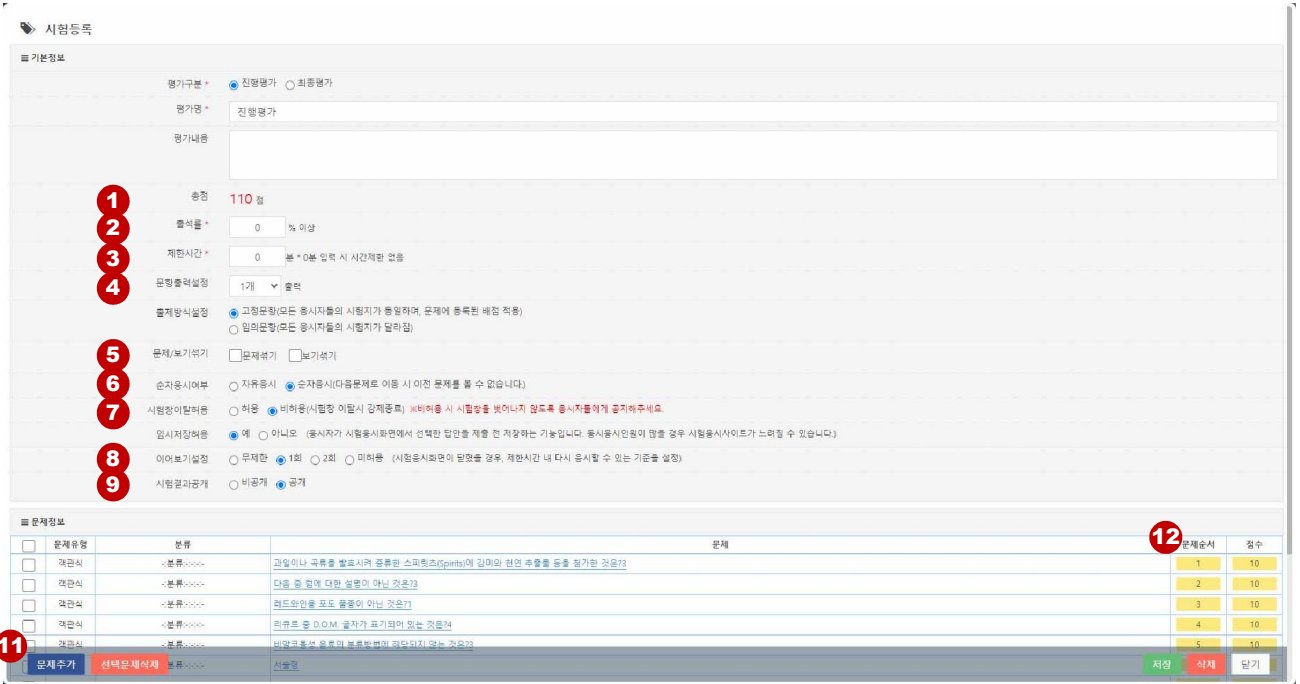 시험등록
기본정보
평가구분 * 진행평가 최종평가
평가명 * 진행평가
평가내용
1 총점 110 점
2 출석률 * 0 % 이상
3 제한시간 * 0 분 * 0분 입력 시 시간제한 없음
4 문항출력설정 1개 출력
출제방식설정 고정문항(모든 응시자들의 시험지가 동일하며, 문제에 등록된 배점 적용)
임의문항(모든 응시자들의 시험지가 달라짐)
5 문제/보기섞기 문제섞기 보기섞기
6 순차응시여부 자유응시 순차응시(다음문제로 이동 시 이전 문제를 볼 수 없습니다.)
7 시험창이탈허용 허용 비허용(시험창 이탈시 강제종료) ※비허용 시 시험창을 벗어나지 않도록 응시자들에게 공지해주세요.
임시저장허용 예 아니오 (응시자가 시험응시화면에서 선택한 답안을 제출 전 저장하는 기능입니다. 동시응시인원이 많을 경우 시험응시사이트가 느려질 수 있습니다.)
8 이어보기설정 무제한 1회 2회 미허용 (시험응시화면이 닫혔을 경우, 제한시간 내 다시 응시할 수 있는 기준을 설정)
9 시험결과공개 비공개 공개
문제정보
문제유형 분류 문제 12 문제순서 점수
객관식 -:분류:-:-:- 과일이나 곡류를 발효시켜 증류한 스피릿츠(Spirits)에 감미와 천연 추출물 등을 첨가한 것은?3 1 10
객관식 -:분류:-:-:- 다음 중 럼에 대한 설명이 아닌 것은?3 2 10
객관식 -:분류:-:-:- 레드와인용 포도 품종이 아닌 것은?1 3 10
객관식 -:분류:-:-:- 리큐르 중 D.O.M. 글자가 표기되어 있는 것은?4 4 10
객관식 -:분류:-:-:- 비알코올성 음료의 분류방법에 해당되지 않는 것은?3 5 10
11 문제추가 선택문제삭제 분류:-:-:- 서술형 저장 삭제 닫기